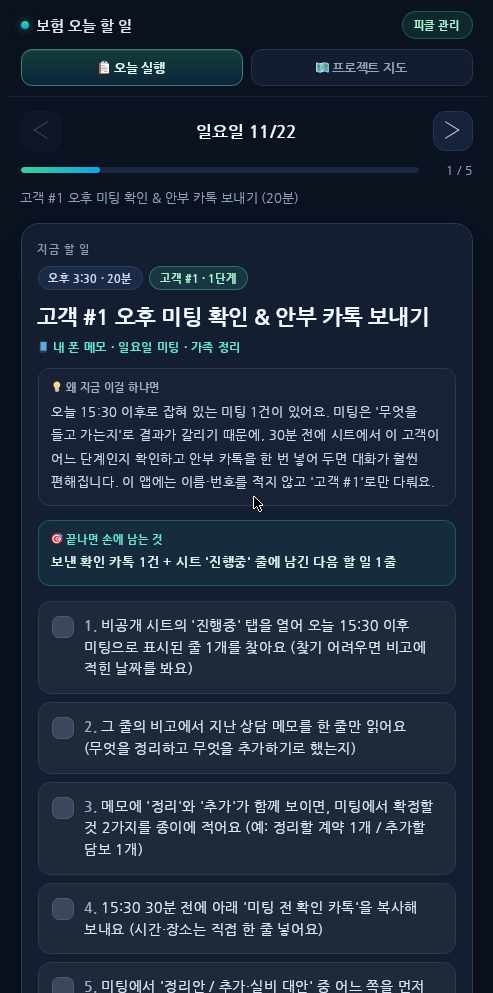 보험 오늘 할 일
피클 관리
📋 오늘 실행
🗺️ 프로젝트 지도
<
일요일 11/22
>
1 / 5
고객 #1 오후 미팅 확인 & 안부 카톡 보내기 (20분)
지금 할 일
오후 3:30 · 20분
고객 #1 · 1단계
고객 #1 오후 미팅 확인 & 안부 카톡 보내기
📱 내 폰 메모 · 일요일 미팅 · 가족 정리
💡 왜 지금 이걸 하나면
오늘 15:30 이후로 잡혀 있는 미팅 1건이 있어요. 미팅은 '무엇을
들고 가는지'로 결과가 갈리기 때문에, 30분 전에 시트에서 이 고객이
어느 단계인지 확인하고 안부 카톡을 한 번 넣어 두면 대화가 훨씬
편해집니다. 이 앱에는 이름·번호를 적지 않고 '고객 #1'로만 다뤄요.
🎯 끝나면 손에 남는 것
보낸 확인 카톡 1건 + 시트 '진행중' 줄에 남긴 다음 할 일 1줄
1. 비공개 시트의 '진행중' 탭을 열어 오늘 15:30 이후
미팅으로 표시된 줄 1개를 찾아요 (찾기 어려우면 비고에
적힌 날짜를 봐요)
2. 그 줄의 비고에서 지난 상담 메모를 한 줄만 읽어요
(무엇을 정리하고 무엇을 추가하기로 했는지)
3. 메모에 '정리'와 '추가'가 함께 보이면, 미팅에서 확정할
것 2가지를 종이에 적어요 (예: 정리할 계약 1개 / 추가할
담보 1개)
4. 15:30 30분 전에 아래 '미팅 전 확인 카톡'을 복사해
보내요 (시간·장소는 직접 한 줄 넣어요)
5. 미팅에서 '정리안 / 추가·실비 대안' 중 어느 쪽을 먼저